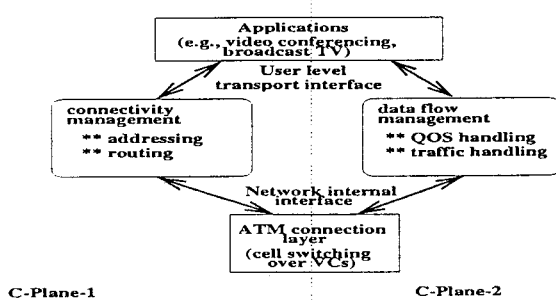 Applications
(e.g., video conferencing,
broadcast TV)
User level
transport interface
connectivity
management
** addressing
** routing
data flow
management
** QOS handling
** traffic handling
Network internal
interface
ATM connection
layer
(cell switching
over VCs)
C-Plane-1
C-Plane-2